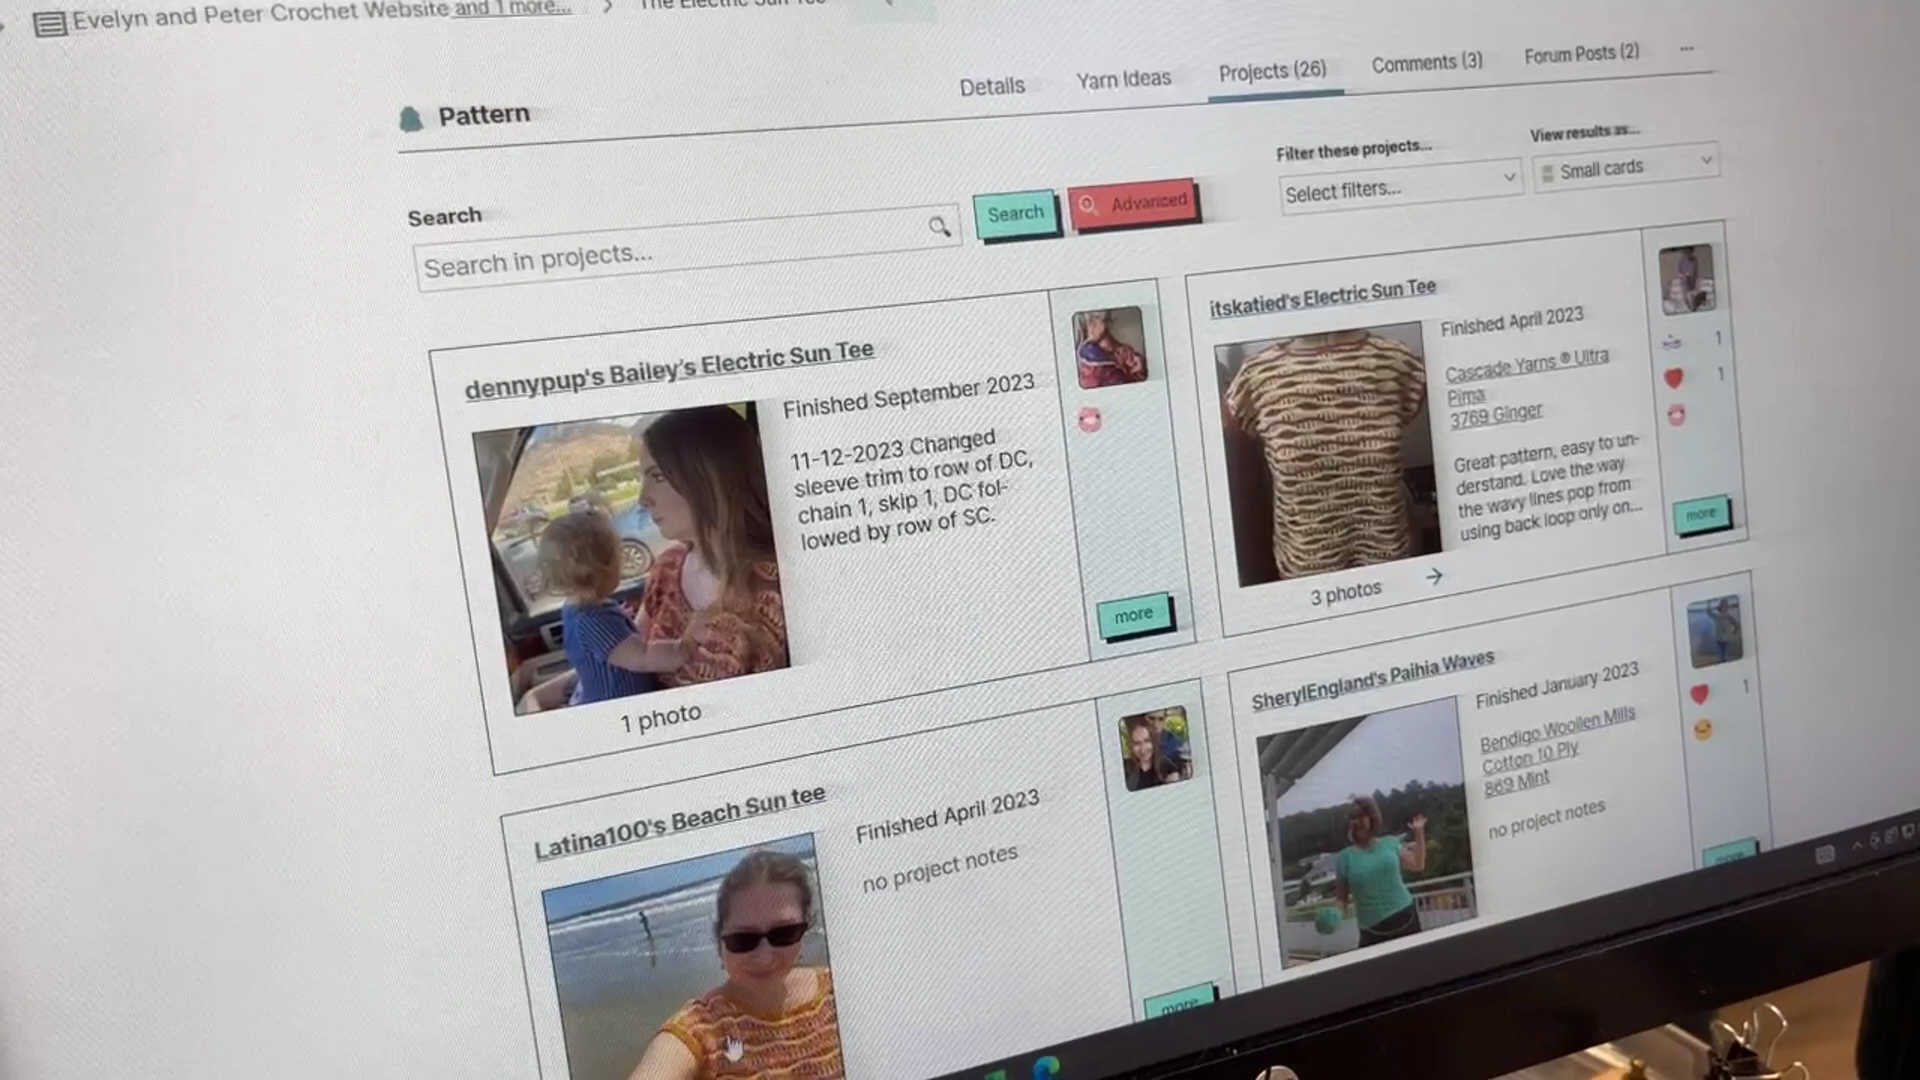 Evelyn and Peter Crochet Website and 1 more...
Pattern
Details
Yarn Ideas
Projects (26)
Comments (3)
Forum Posts (2)
Search
Search in projects...
Search
Advanced
Filter these projects...
Select filters...
View results as...
Small cards
dennypup's Bailey's Electric Sun Tee
Finished September 2023
11-12-2023 Changed
sleeve trim to row of DC,
chain 1, skip 1, DC fol-
lowed by row of SC.
1 photo
more
itskatied's Electric Sun Tee
Finished April 2023
Cascade Yarns ® Ultra
Pima
3769 Ginger
Great pattern, easy to un-
derstand. Love the way
the wavy lines pop from
using back loop only on...
3 photos
1
1
more
Latina100's Beach Sun tee
Finished April 2023
no project notes
more
SherylEngland's Paihia Waves
Finished January 2023
Bendigo Woollen Mills
Cotton 10 Ply
869 Mint
no project notes
1
more